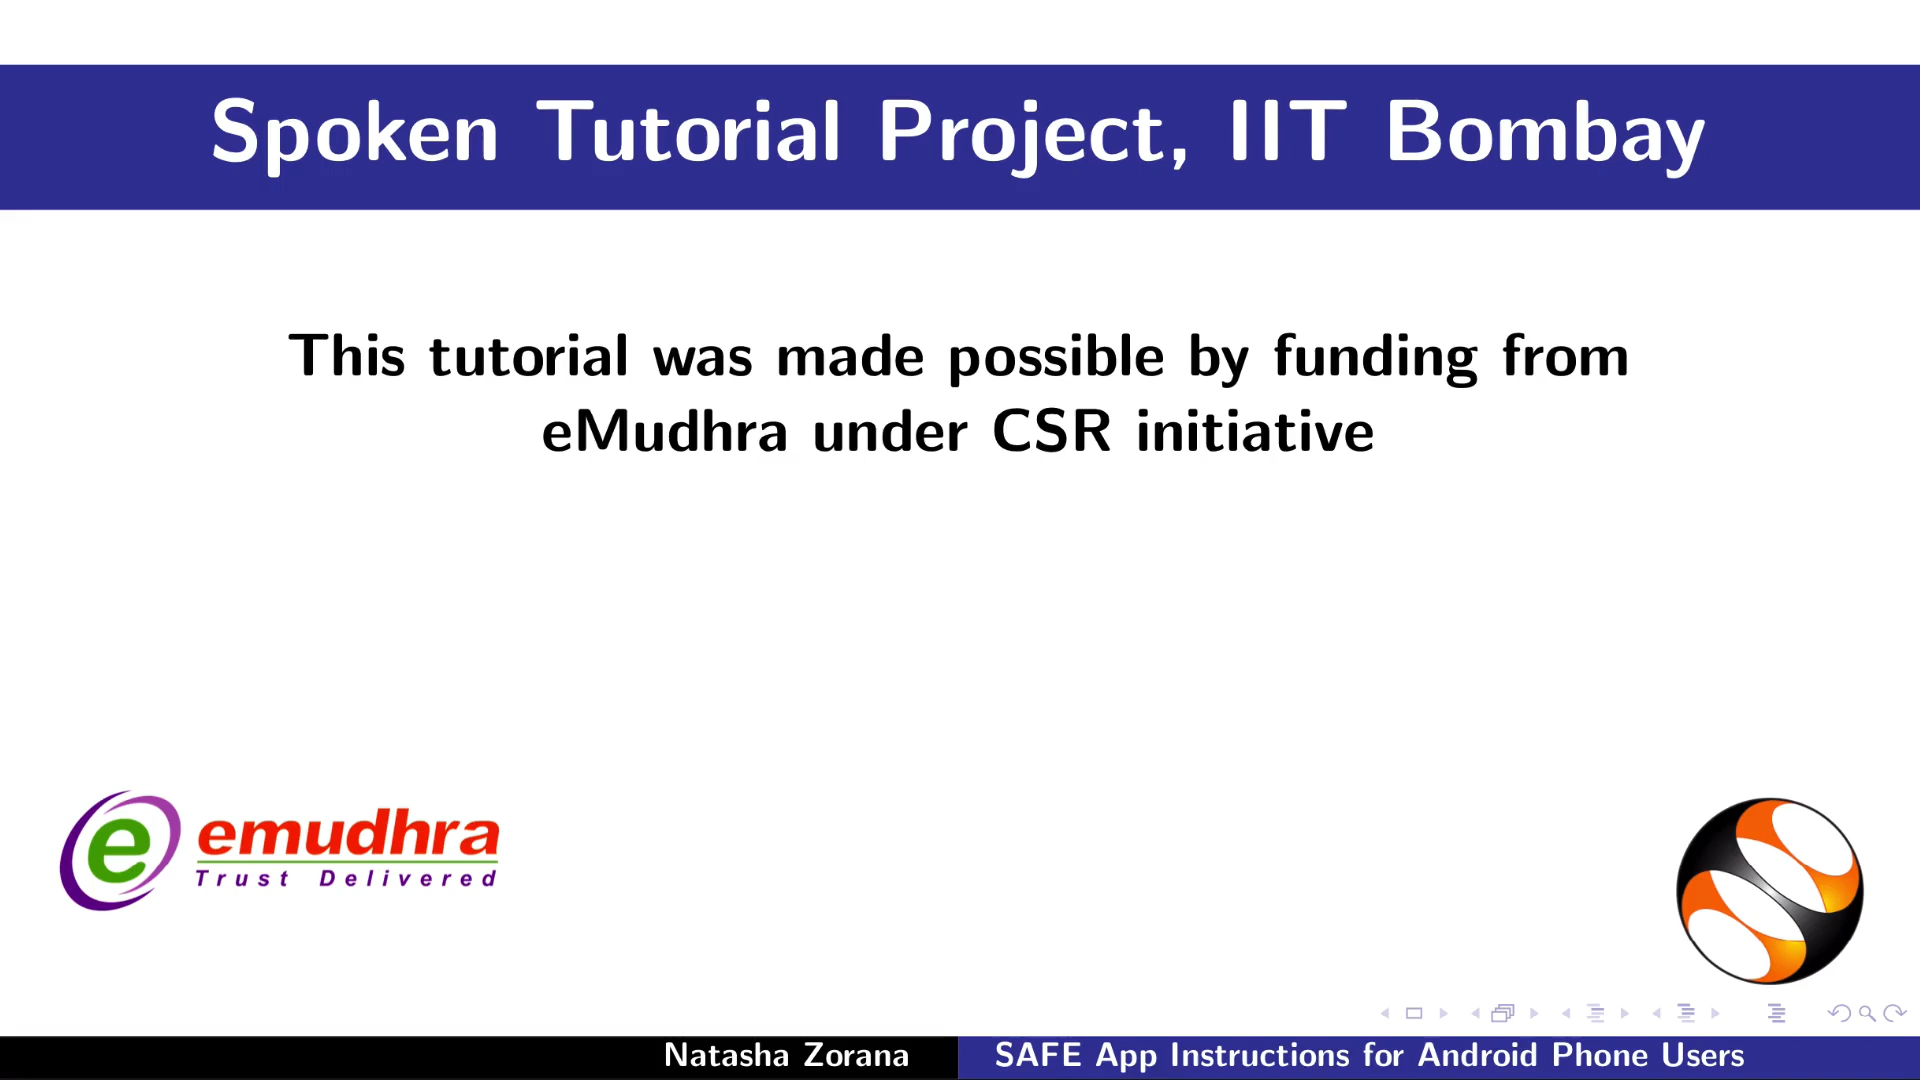 Spoken Tutorial Project, IIT Bombay
This tutorial was made possible by funding from
eMudhra under CSR initiative
e emudhra
Trust Delivered
Natasha Zorana SAFE App Instructions for Android Phone Users